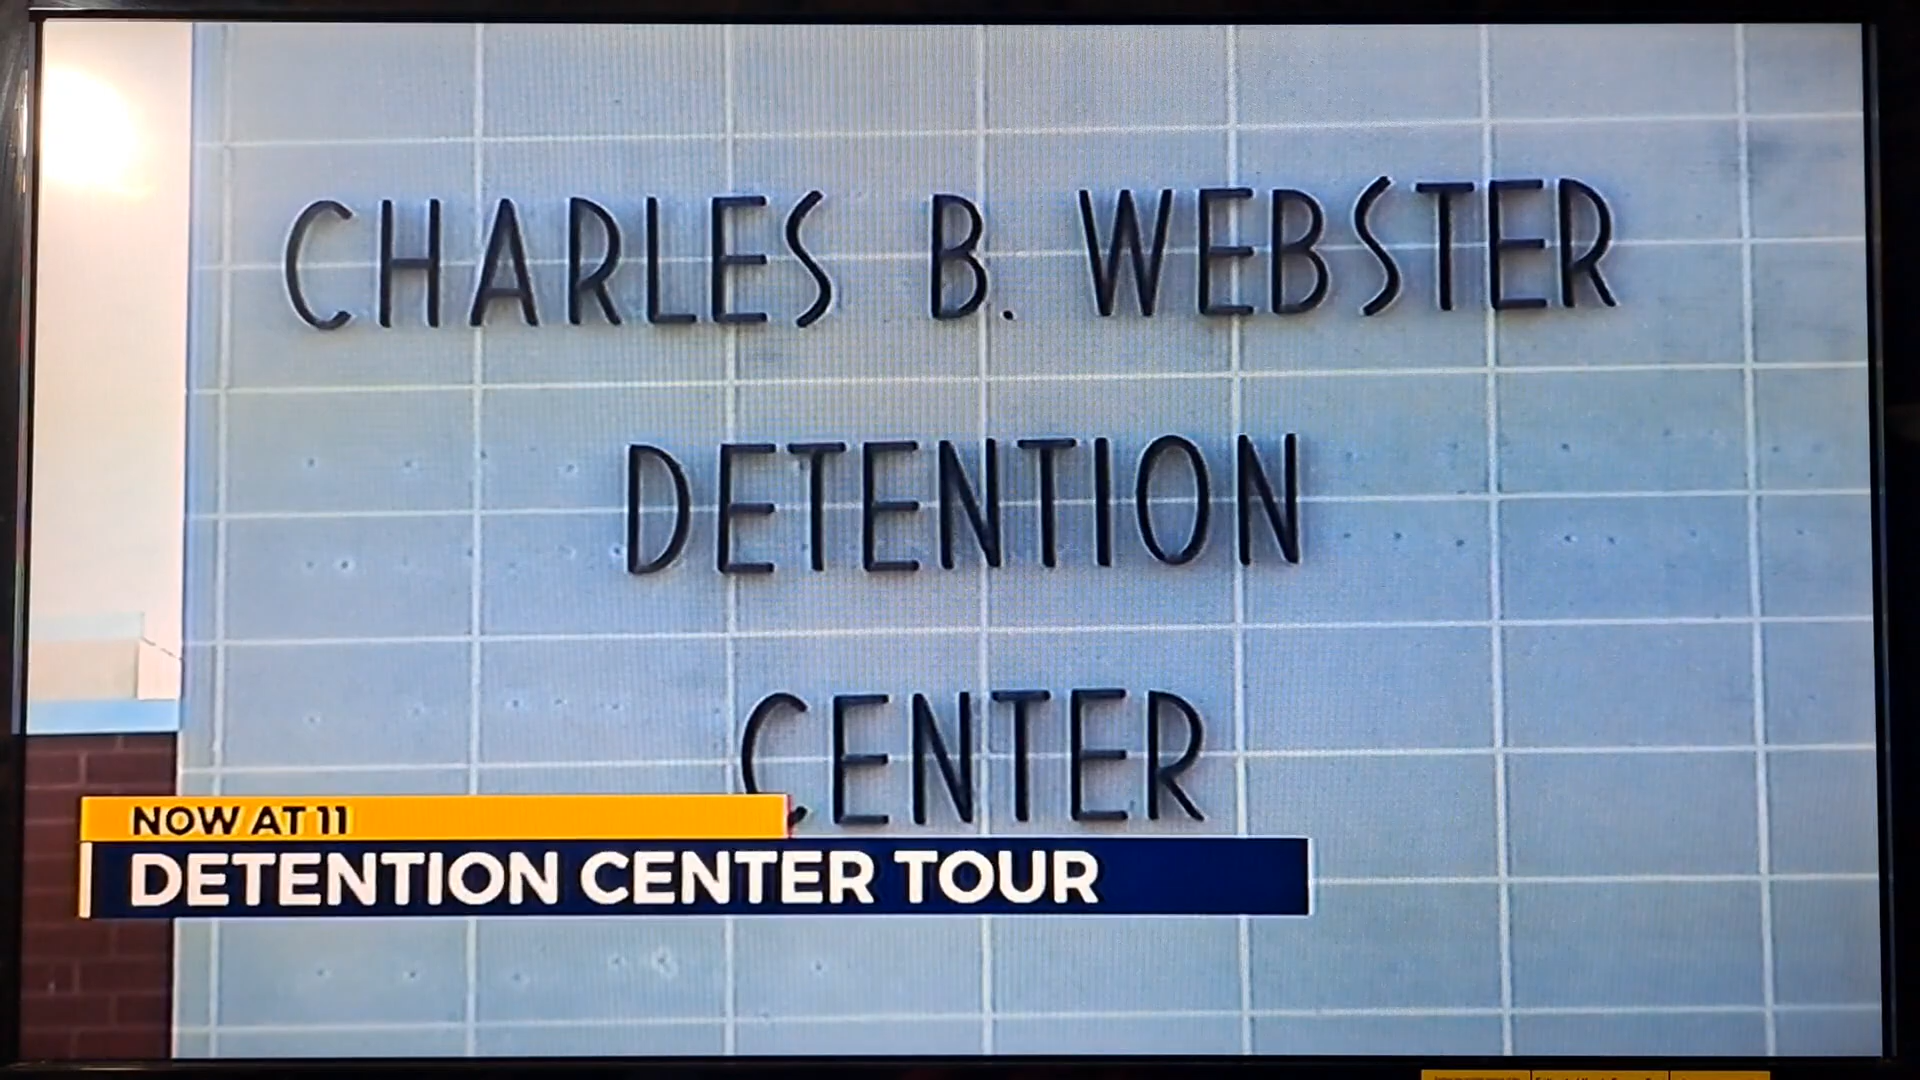 CHARLES B. WEBSTER
DETENTION
CENTER
NOW AT 11
DETENTION CENTER TOUR